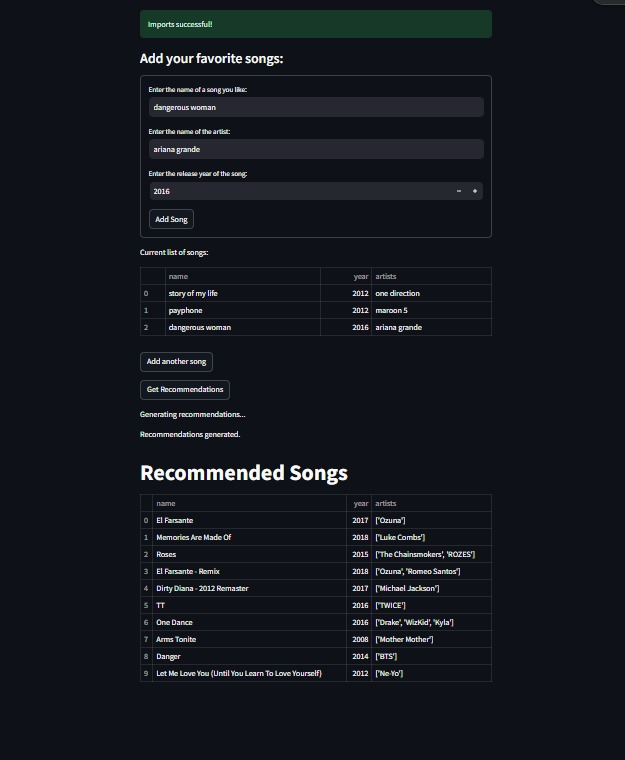 Imports successful!
Add your favorite songs:
Enter the name of a song you like:
dangerous woman
Enter the name of the artist:
ariana grande
Enter the release year of the song:
2016 − +
Add Song
Current list of songs:
name year artists
0 story of my life 2012 one direction
1 payphone 2012 maroon 5
2 dangerous woman 2016 ariana grande
Add another song
Get Recommendations
Generating recommendations...
Recommendations generated.
Recommended Songs
name year artists
0 El Farsante 2017 ['Ozuna']
1 Memories Are Made Of 2018 ['Luke Combs']
2 Roses 2015 ['The Chainsmokers', 'ROZES']
3 El Farsante - Remix 2018 ['Ozuna', 'Romeo Santos']
4 Dirty Diana - 2012 Remaster 2017 ['Michael Jackson']
5 TT 2016 ['TWICE']
6 One Dance 2016 ['Drake', 'WizKid', 'Kyla']
7 Arms Tonite 2008 ['Mother Mother']
8 Danger 2014 ['BTS']
9 Let Me Love You (Until You Learn To Love Yourself) 2012 ['Ne-Yo']